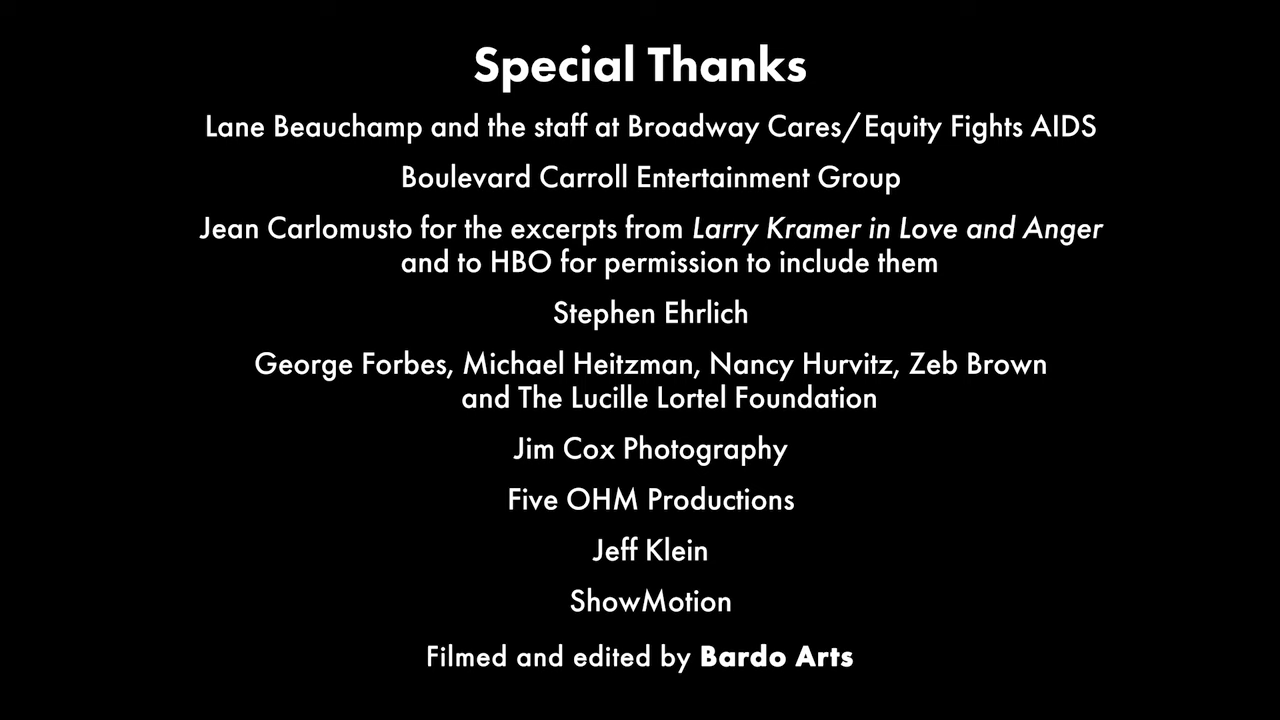 Special Thanks
Lane Beauchamp and the staff at Broadway Cares/Equity Fights AIDS
Boulevard Carroll Entertainment Group
Jean Carlomusto for the excerpts from Larry Kramer in Love and Anger
and to HBO for permission to include them
Stephen Ehrlich
George Forbes, Michael Heitzman, Nancy Hurvitz, Zeb Brown
and The Lucille Lortel Foundation
Jim Cox Photography
Five OHM Productions
Jeff Klein
ShowMotion
Filmed and edited by Bardo Arts